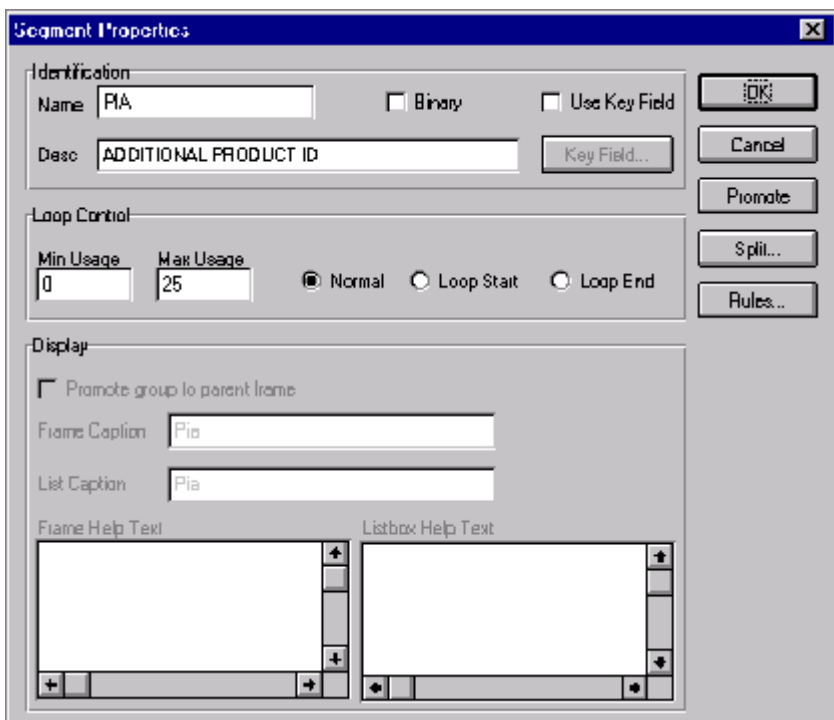 Segment Properties
Identification
Name PIA Binary Use Key Field
Desc ADDITIONAL PRODUCT ID Key Field...
OK
Cancel
Promote
Split...
Rules...
Loop Control
Min Usage Max Usage
0 25 Normal Loop Start Loop End
Display
Promote group to parent frame
Frame Caption Pia
List Caption Pia
Frame Help Text Listbox Help Text